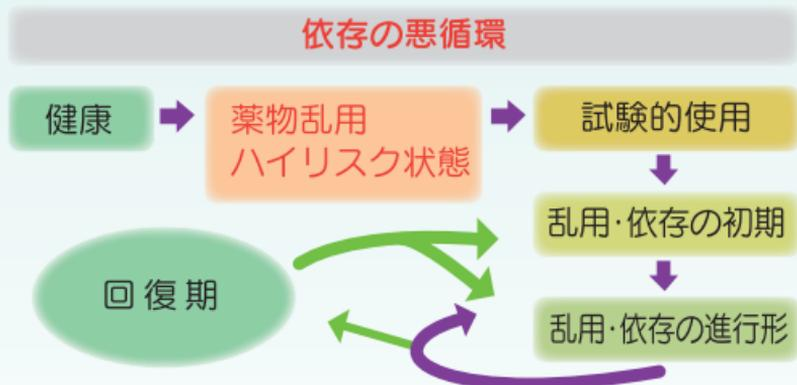 依存の悪循環
健康
薬物乱用
ハイリスク状態
試験的使用
乱用・依存の初期
乱用・依存の進行形
回復期